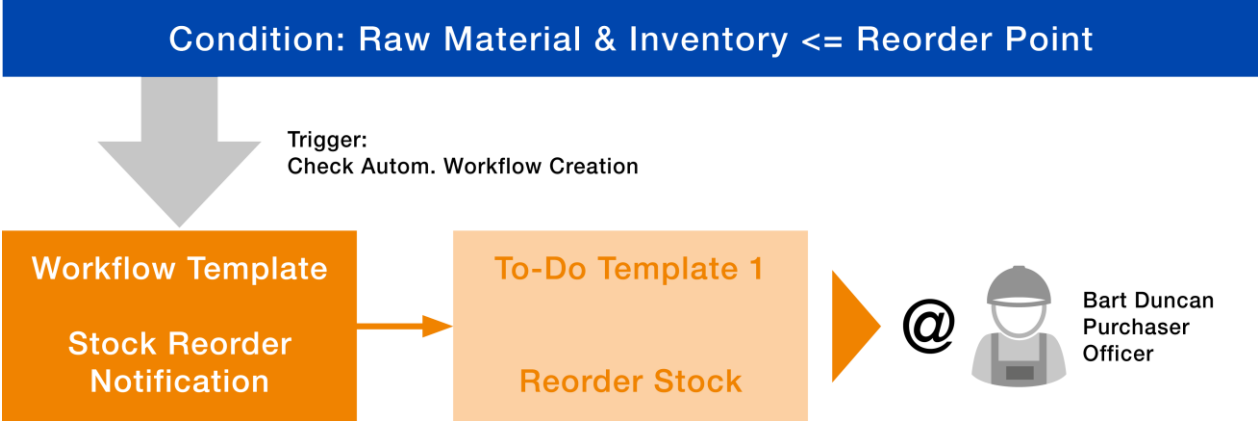 Condition: Raw Material & Inventory <= Reorder Point
Trigger:
Check Autom. Workflow Creation
Workflow Template
Stock Reorder
Notification
To-Do Template 1
Reorder Stock
@
Bart Duncan
Purchaser
Officer